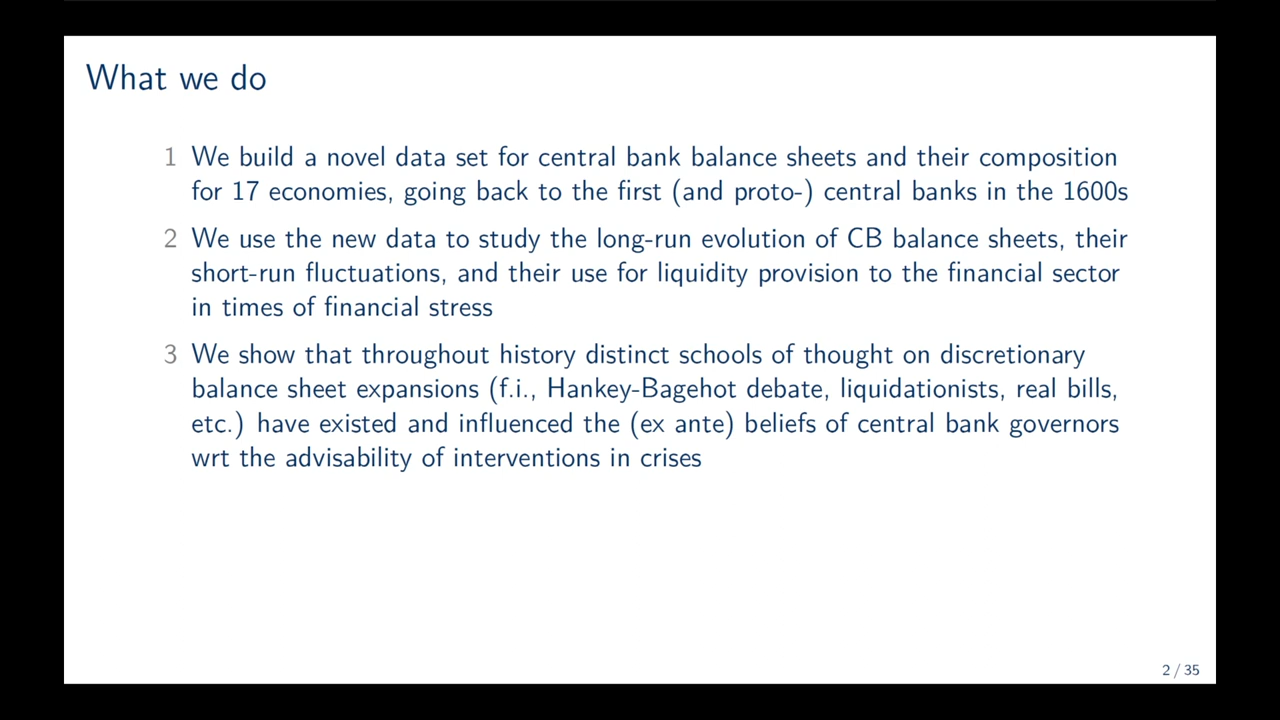 What we do
1 We build a novel data set for central bank balance sheets and their composition
for 17 economies, going back to the first (and proto-) central banks in the 1600s
2 We use the new data to study the long-run evolution of CB balance sheets, their
short-run fluctuations, and their use for liquidity provision to the financial sector
in times of financial stress
3 We show that throughout history distinct schools of thought on discretionary
balance sheet expansions (f.i., Hankey-Bagehot debate, liquidationists, real bills,
etc.) have existed and influenced the (ex ante) beliefs of central bank governors
wrt the advisability of interventions in crises
2 / 35